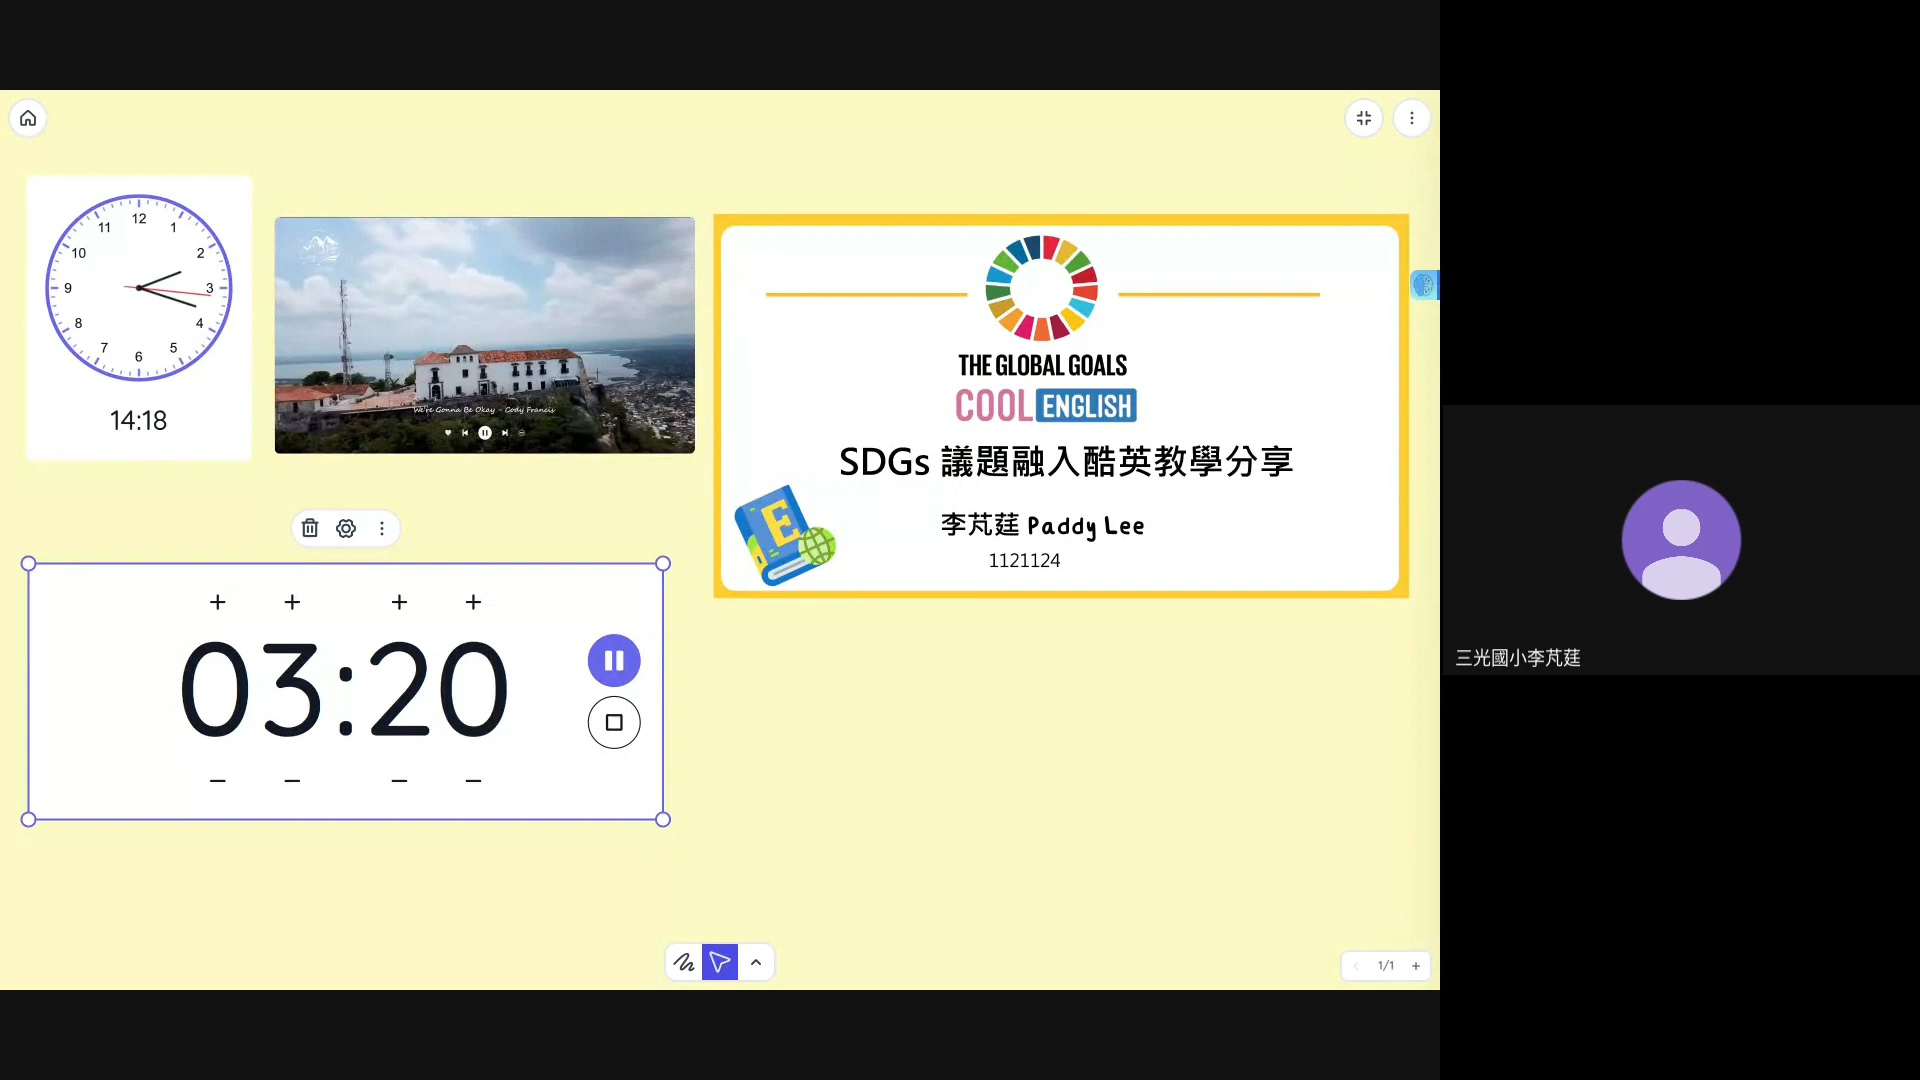 12
11
1
10
2
9
3
8
4
7
5
6
14:18
We're Gonna Be Okay - Cody Francis
THE GLOBAL GOALS
COOL ENGLISH
SDGs 議題融入酷英教學分享
李芃莛 Paddy Lee
1121124
E
+ + + +
03:20
− − − −
三光國小李芃莛
1/1 +